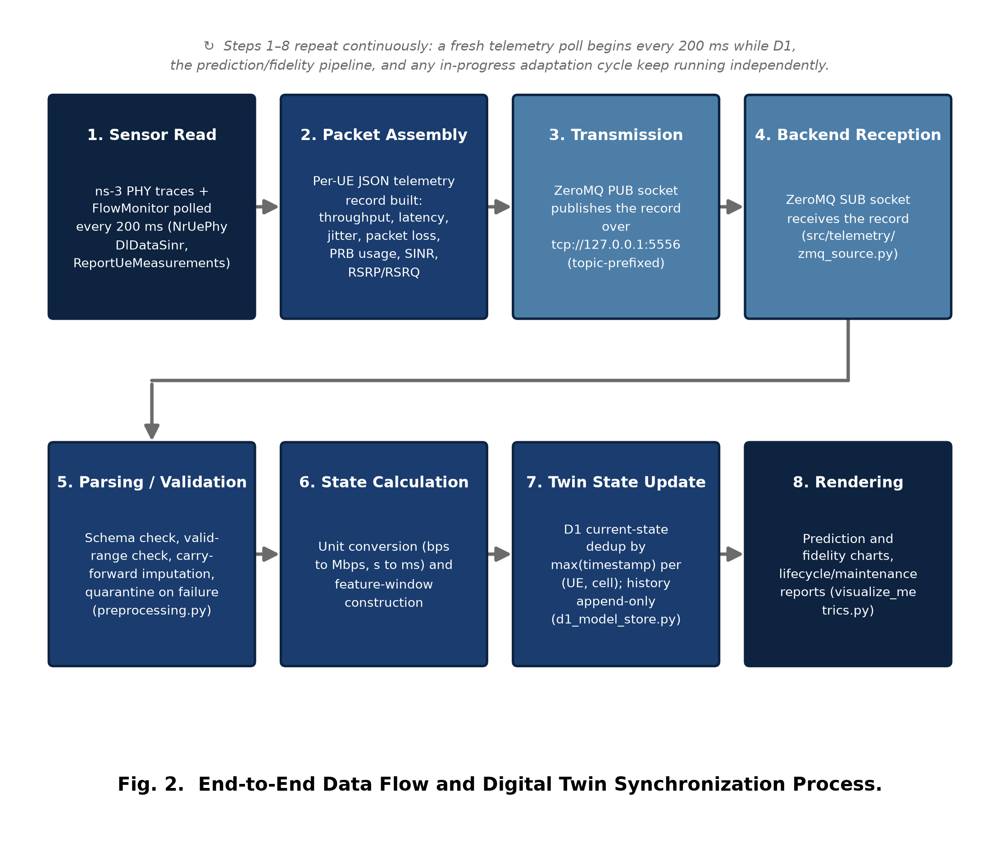 ↻ Steps 1–8 repeat continuously: a fresh telemetry poll begins every 200 ms while D1,
the prediction/fidelity pipeline, and any in-progress adaptation cycle keep running independently.
1. Sensor Read
ns-3 PHY traces +
FlowMonitor polled
every 200 ms (NrUePhy
DlDataSinr,
ReportUeMeasurements)
2. Packet Assembly
Per-UE JSON telemetry
record built:
throughput, latency,
jitter, packet loss,
PRB usage, SINR,
RSRP/RSRQ
3. Transmission
ZeroMQ PUB socket
publishes the record
over
tcp://127.0.0.1:5556
(topic-prefixed)
4. Backend Reception
ZeroMQ SUB socket
receives the record
(src/telemetry/
zmq_source.py)
5. Parsing / Validation
Schema check, valid-
range check, carry-
forward imputation,
quarantine on failure
(preprocessing.py)
6. State Calculation
Unit conversion (bps
to Mbps, s to ms) and
feature-window
construction
7. Twin State Update
D1 current-state
dedup by
max(timestamp) per
(UE, cell); history
append-only
(d1_model_store.py)
8. Rendering
Prediction and
fidelity charts,
lifecycle/maintenance
reports (visualize_me
trics.py)
Fig. 2.  End-to-End Data Flow and Digital Twin Synchronization Process.